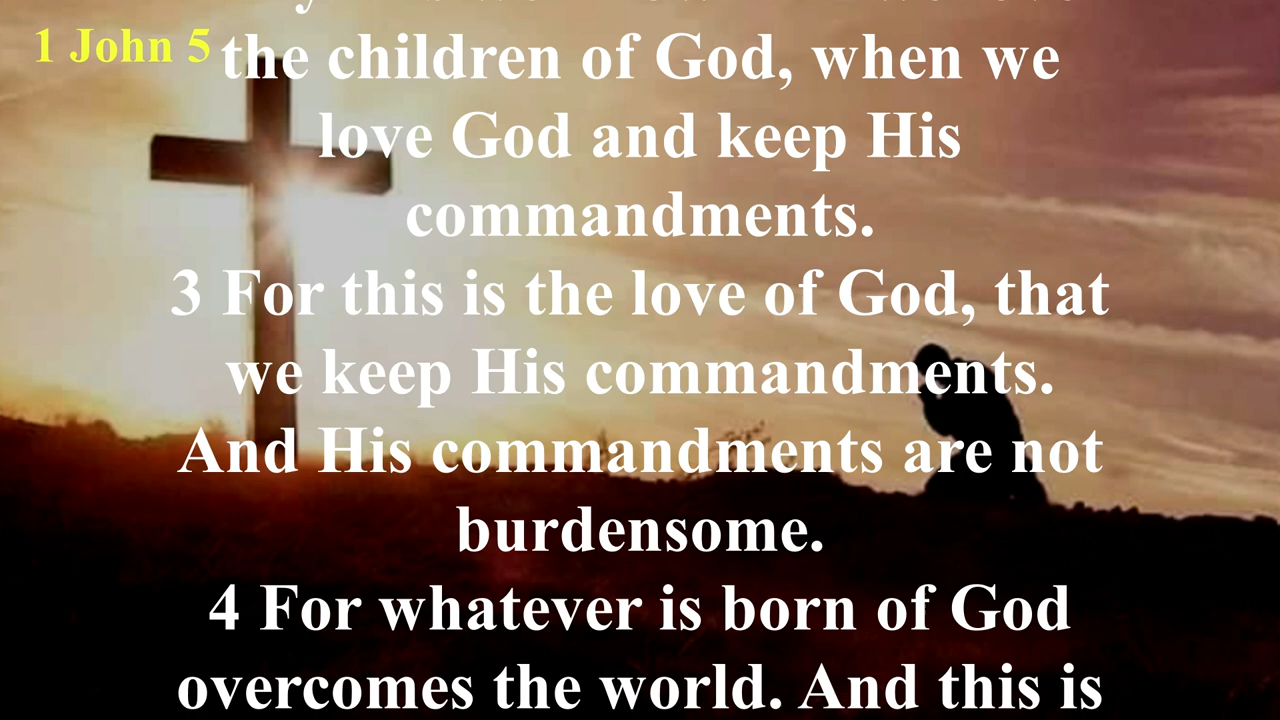 1 John 5
the children of God, when we
love God and keep His
commandments.
3 For this is the love of God, that
we keep His commandments.
And His commandments are not
burdensome.
4 For whatever is born of God
overcomes the world. And this is